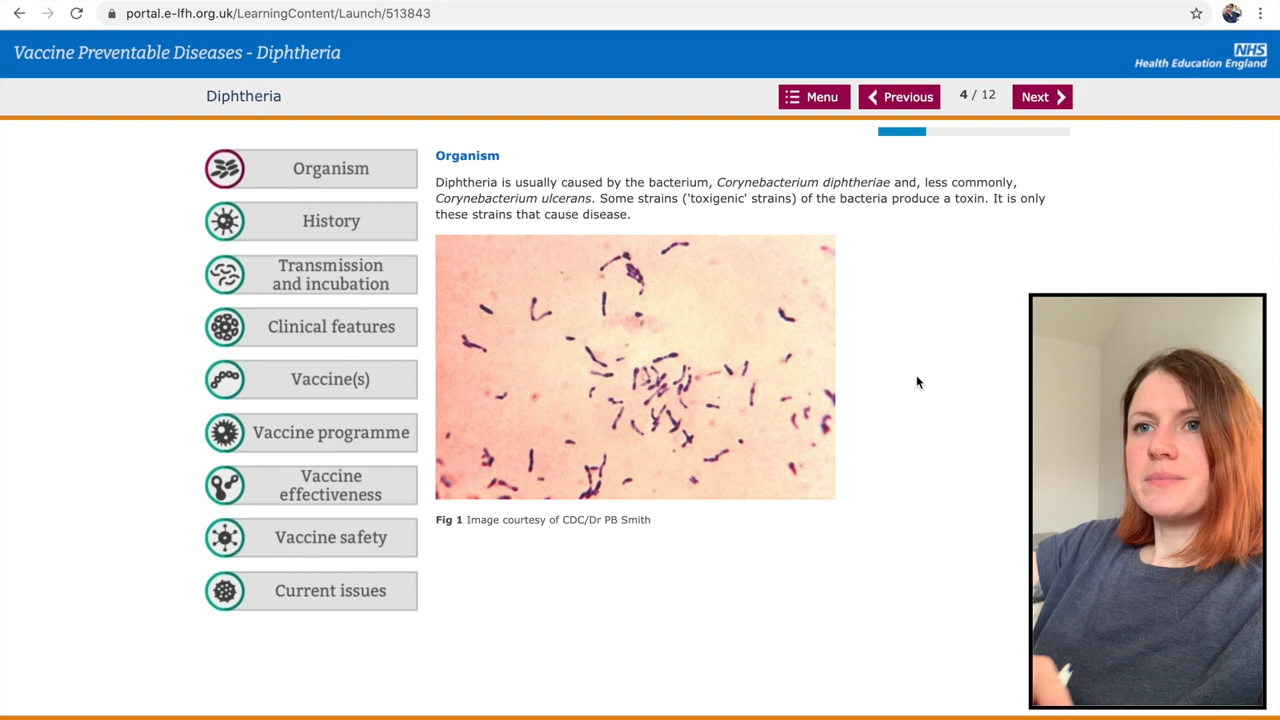 portal.e-lfh.org.uk/LearningContent/Launch/513843
Vaccine Preventable Diseases - Diphtheria
NHS
Health Education England
Diphtheria
Menu
Previous
4 / 12
Next
Organism
History
Transmission
and incubation
Clinical features
Vaccine(s)
Vaccine programme
Vaccine
effectiveness
Vaccine safety
Current issues
Organism
Diphtheria is usually caused by the bacterium, Corynebacterium diphtheriae and, less commonly,
Corynebacterium ulcerans. Some strains ('toxigenic' strains) of the bacteria produce a toxin. It is only
these strains that cause disease.
Fig 1 Image courtesy of CDC/Dr PB Smith